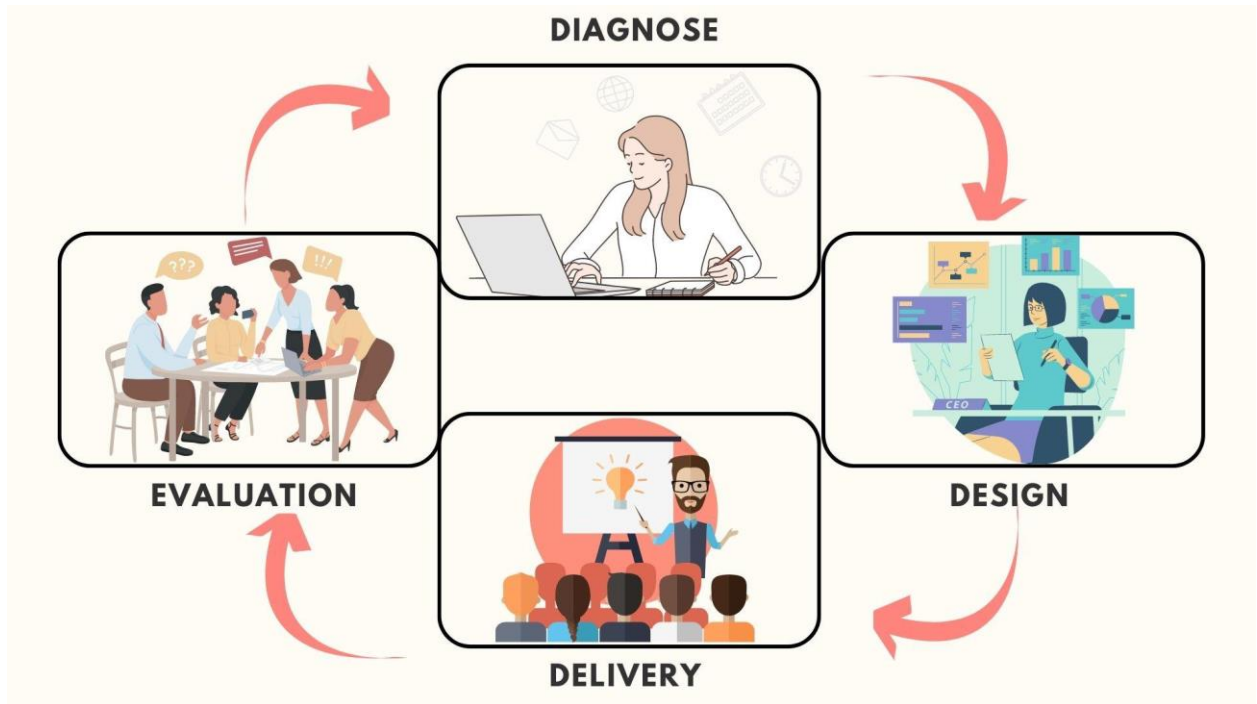 DIAGNOSE
???
!!!
CEO
EVALUATION
DESIGN
DELIVERY